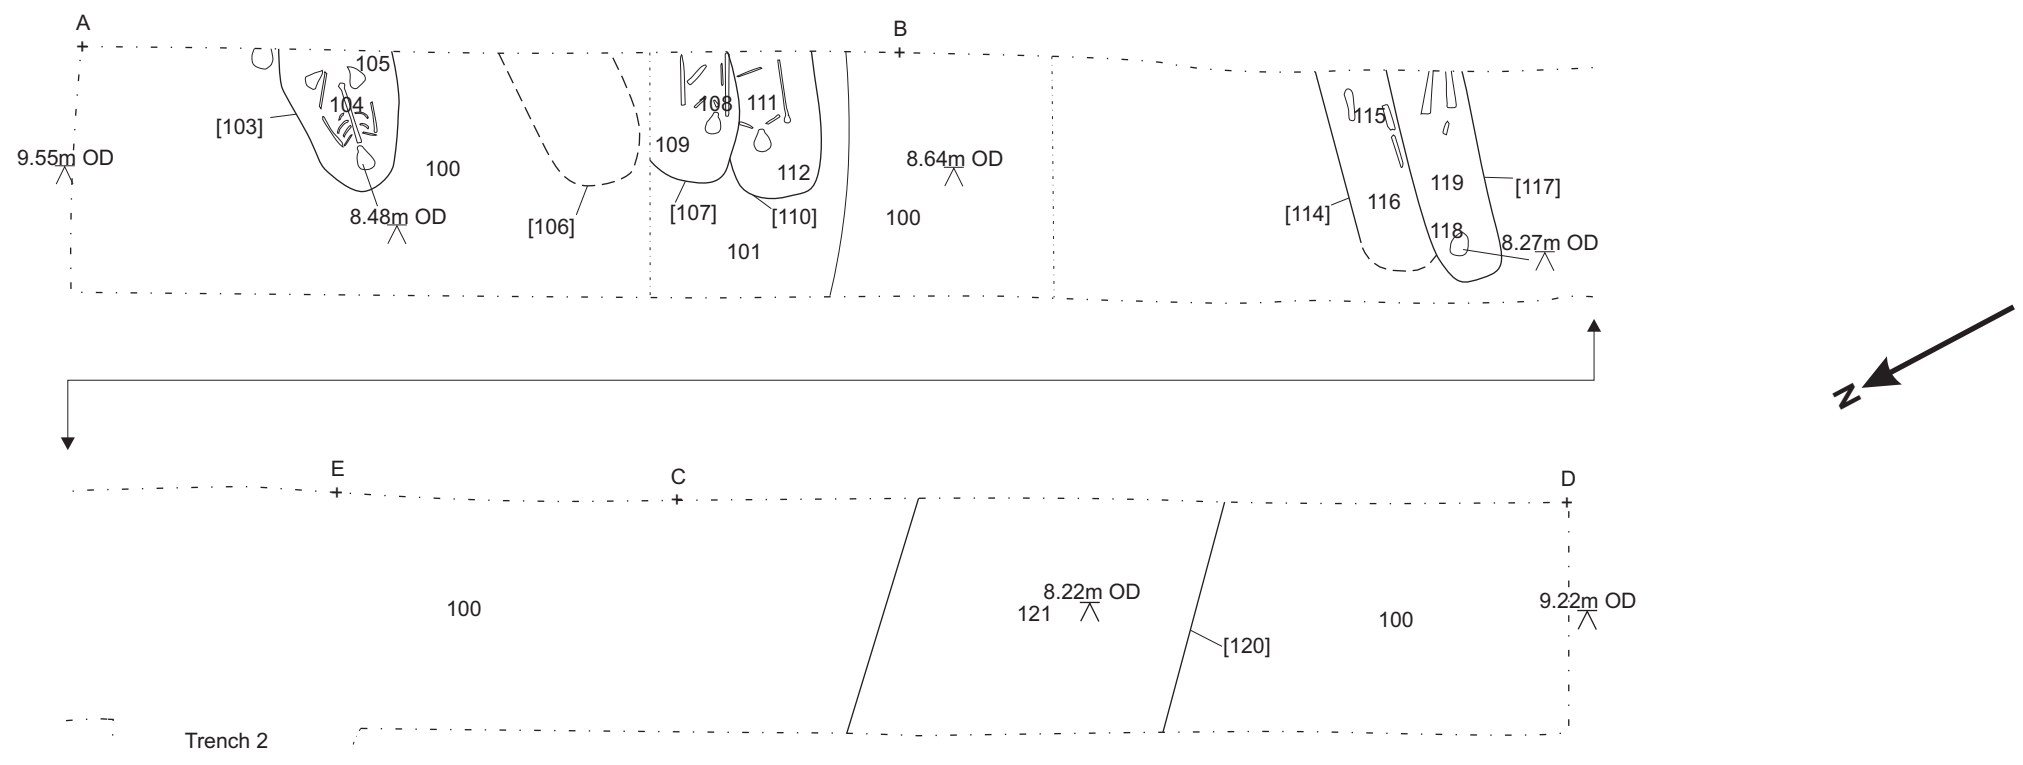 A
B
105
104
[103]
108
111
115
109
9.55m OD
8.64m OD
100
112
119
[117]
116
[114]
8.48m OD
[107]
[110]
100
[106]
118
8.27m OD
101
N
E
C
D
8.22m OD
9.22m OD
100
121
100
[120]
Trench 2